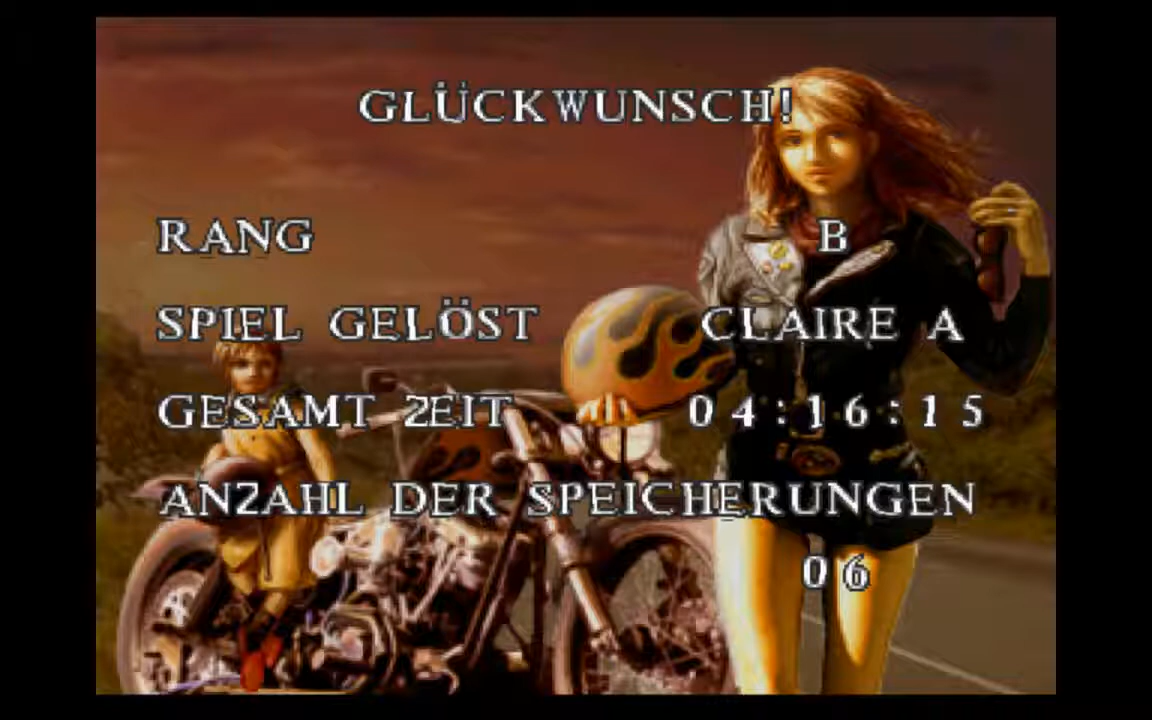 GLÜCKWUNSCH!
RANG B
SPIEL GELÖST CLAIRE A
GESAMT ZEIT 04:16:15
ANZAHL DER SPEICHERUNGEN
06